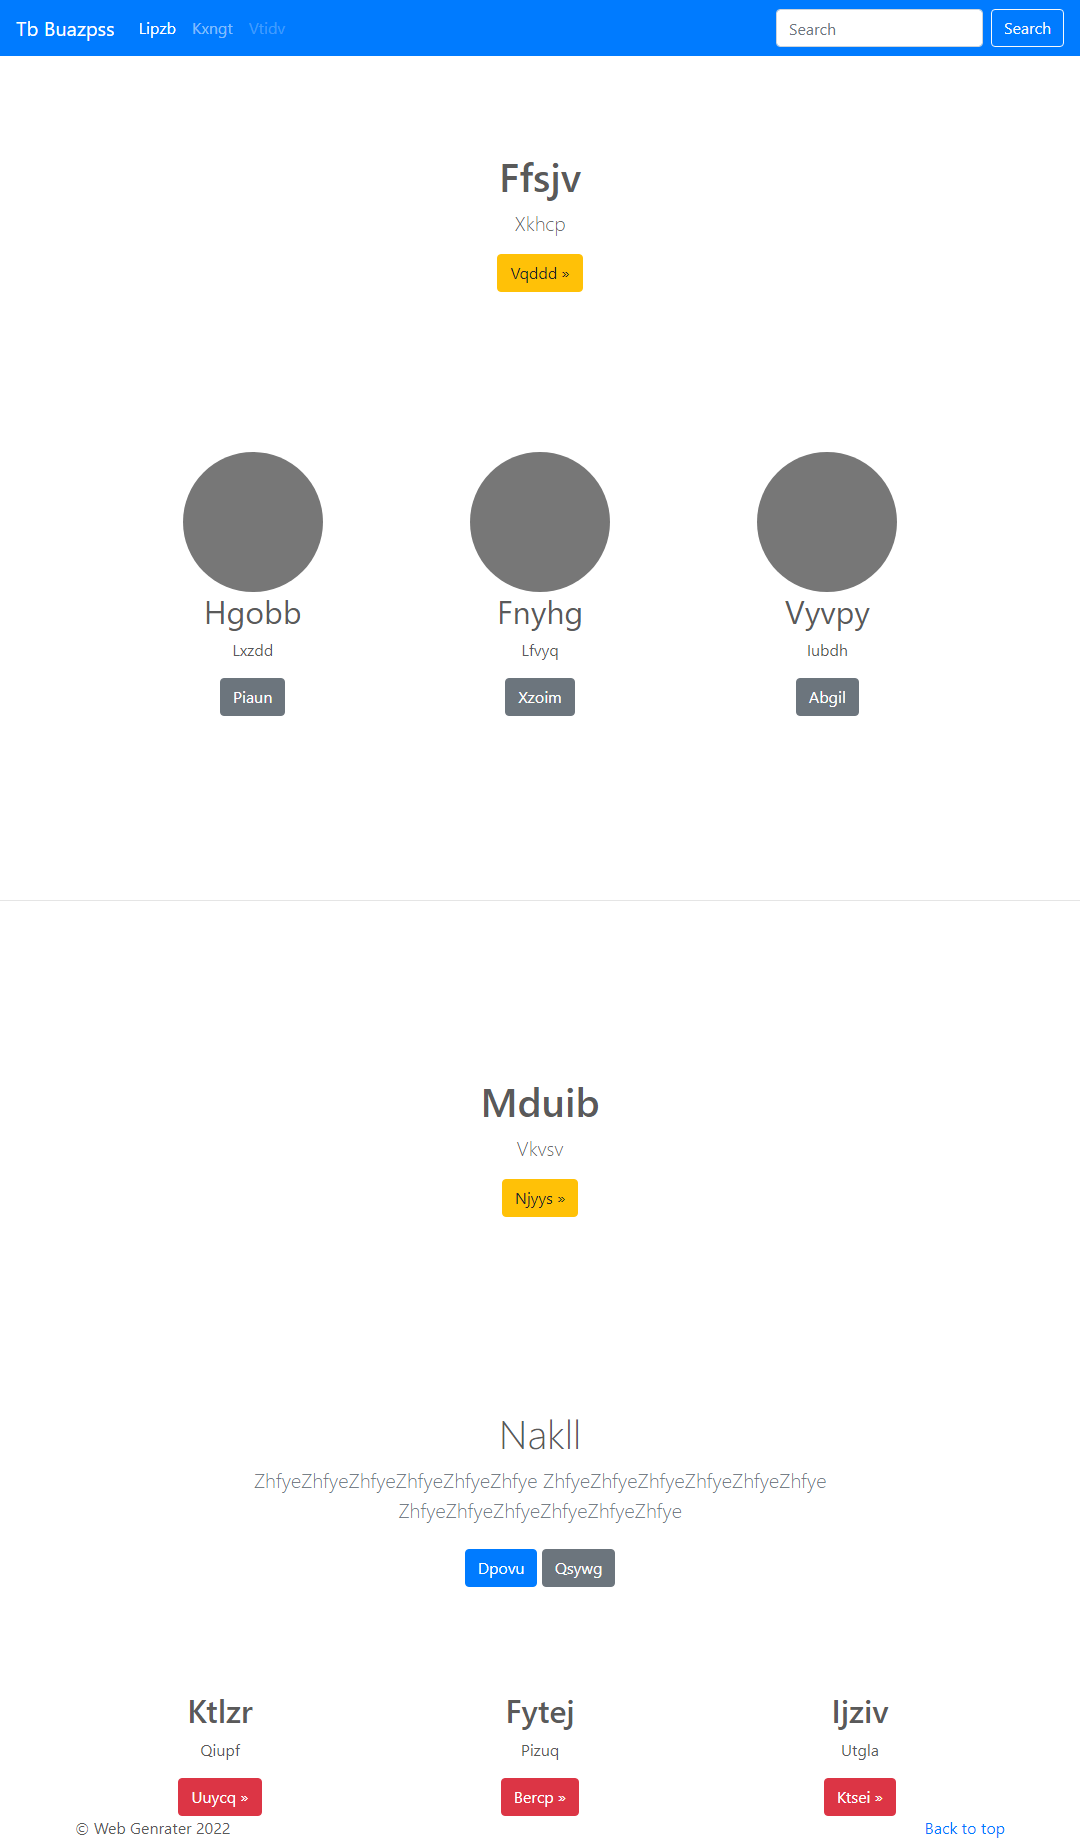 Tb Buazpss Lipzb Kxngt Vtidv Search Search
Ffsjv
Xkhcp
Vqddd »
Hgobb Fnyhg Vyvpy
Lxzdd Lfvyq Iubdh
Piaun Xzoim Abgil
Mduib
Vkvsv
Njyys »
Nakll
ZhfyeZhfyeZhfyeZhfyeZhfyeZhfye ZhfyeZhfyeZhfyeZhfyeZhfyeZhfye
ZhfyeZhfyeZhfyeZhfyeZhfyeZhfye
Dpovu Qsywg
Ktlzr Fytej Ijziv
Qiupf Pizuq Utgla
Uuycq » Bercp » Ktsei »
© Web Genrater 2022 Back to top